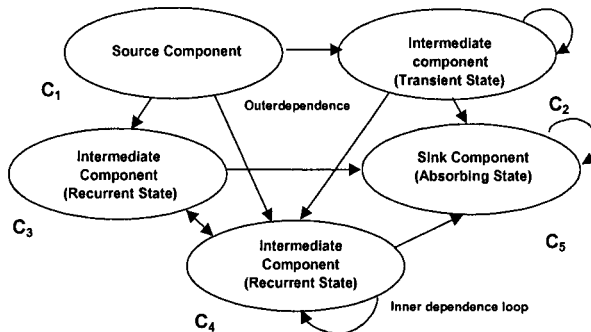 Source Component
Intermediate
component
(Transient State)
C1
Outerdependence
C2
Intermediate
Component
(Recurrent State)
Sink Component
(Absorbing State)
C3
C5
Intermediate
Component
(Recurrent State)
Inner dependence loop
C4